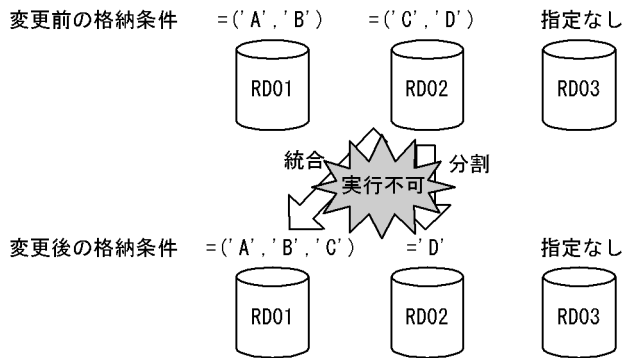 変更前の格納条件 =('A','B') =('C','D') 指定なし
RD01 RD02 RD03
統合 分割
実行不可
変更後の格納条件 =('A','B','C') ='D' 指定なし
RD01 RD02 RD03